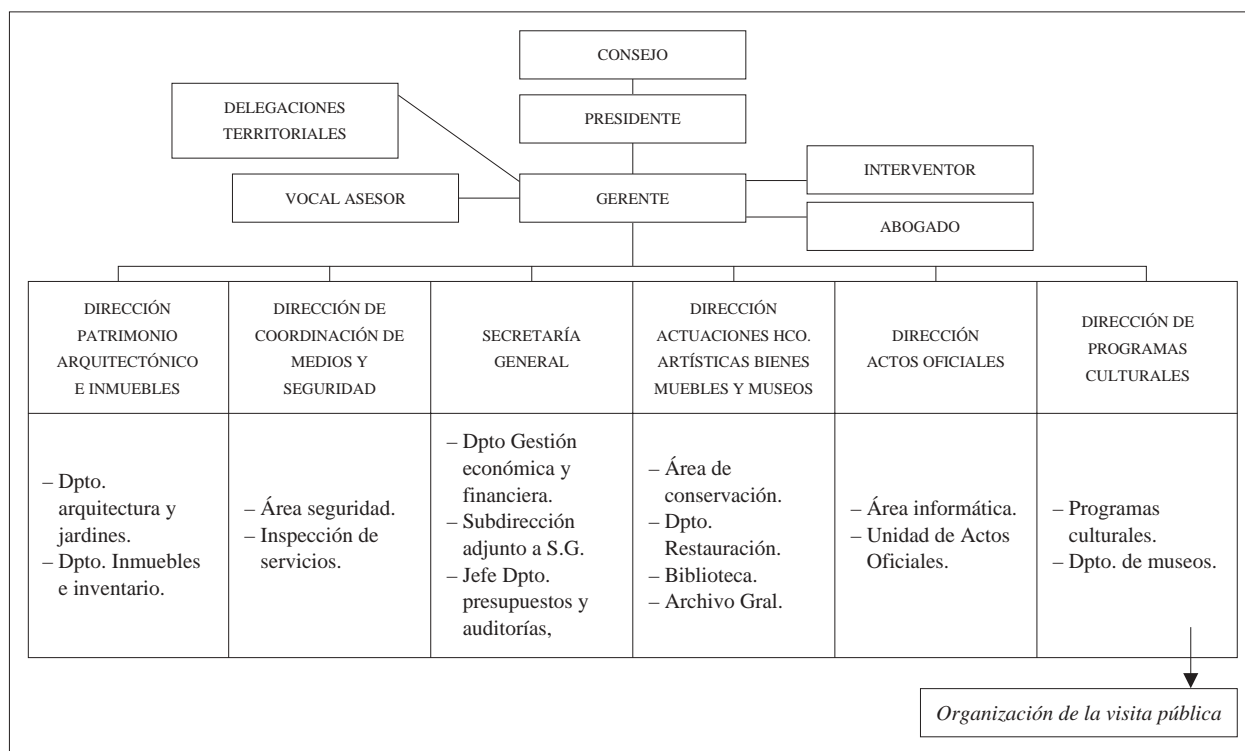 CONSEJO
DELEGACIONES
TERRITORIALES
PRESIDENTE
INTERVENTOR
VOCAL ASESOR
GERENTE
ABOGADO
DIRECCIÓN
PATRIMONIO
ARQUITECTÓNICO
E INMUEBLES
DIRECCIÓN DE
COORDINACIÓN DE
MEDIOS Y
SEGURIDAD
SECRETARÍA
GENERAL
DIRECCIÓN
ACTUACIONES HCO.
ARTÍSTICAS BIENES
MUEBLES Y MUSEOS
DIRECCIÓN
ACTOS OFICIALES
DIRECCIÓN DE
PROGRAMAS
CULTURALES
– Dpto.
arquitectura y
jardines.
– Dpto. Inmuebles
e inventario.
– Área seguridad.
– Inspección de
servicios.
– Dpto Gestión
económica y
financiera.
– Subdirección
adjunto a S.G.
– Jefe Dpto.
presupuestos y
auditorías,
– Área de
conservación.
– Dpto.
Restauración.
– Biblioteca.
– Archivo Gral.
– Área informática.
– Unidad de Actos
Oficiales.
– Programas
culturales.
– Dpto. de museos.
Organización de la visita pública